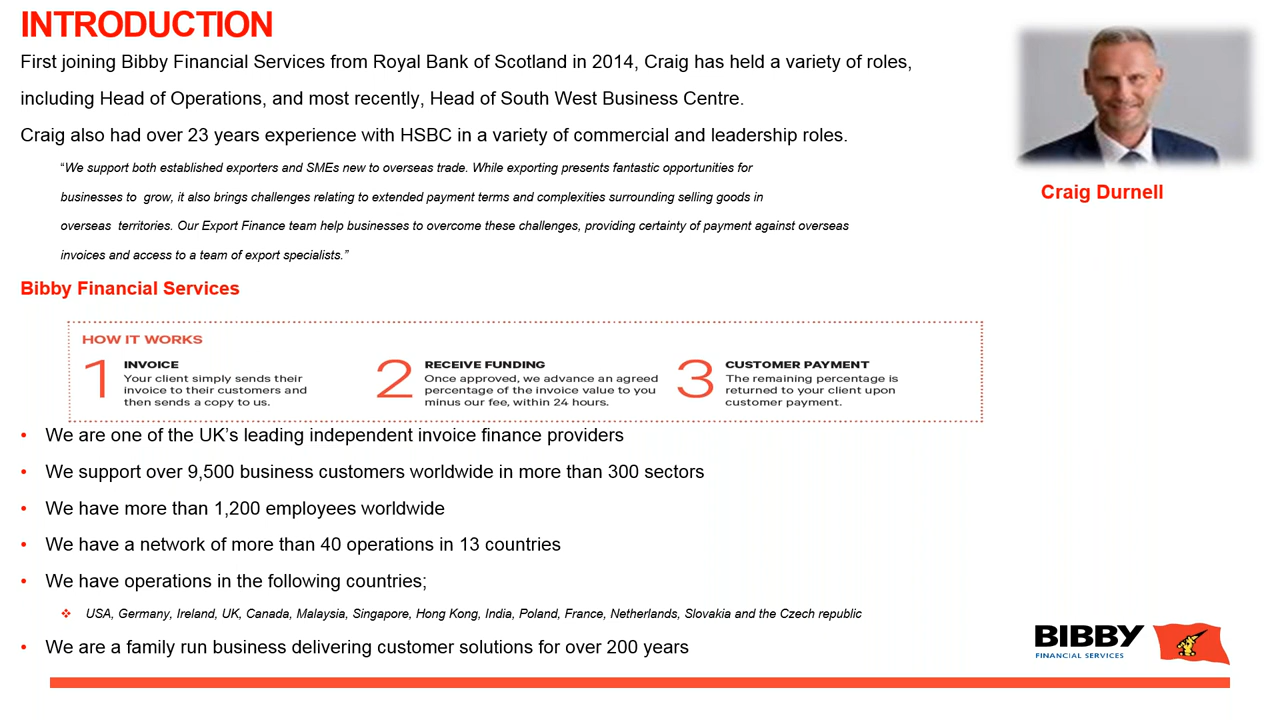 INTRODUCTION
First joining Bibby Financial Services from Royal Bank of Scotland in 2014, Craig has held a variety of roles,
including Head of Operations, and most recently, Head of South West Business Centre.
Craig also had over 23 years experience with HSBC in a variety of commercial and leadership roles.
“We support both established exporters and SMEs new to overseas trade. While exporting presents fantastic opportunities for
businesses to grow, it also brings challenges relating to extended payment terms and complexities surrounding selling goods in
overseas territories. Our Export Finance team help businesses to overcome these challenges, providing certainty of payment against overseas
invoices and access to a team of export specialists.”
Craig Durnell
Bibby Financial Services
HOW IT WORKS
1
INVOICE
Your client simply sends their
invoice to their customers and
then sends a copy to us.
2
RECEIVE FUNDING
Once approved, we advance an agreed
percentage of the invoice value to you
minus our fee, within 24 hours.
3
CUSTOMER PAYMENT
The remaining percentage is
returned to your client upon
customer payment.
• We are one of the UK’s leading independent invoice finance providers
• We support over 9,500 business customers worldwide in more than 300 sectors
• We have more than 1,200 employees worldwide
• We have a network of more than 40 operations in 13 countries
• We have operations in the following countries;
❖ USA, Germany, Ireland, UK, Canada, Malaysia, Singapore, Hong Kong, India, Poland, France, Netherlands, Slovakia and the Czech republic
• We are a family run business delivering customer solutions for over 200 years
BIBBY
FINANCIAL SERVICES